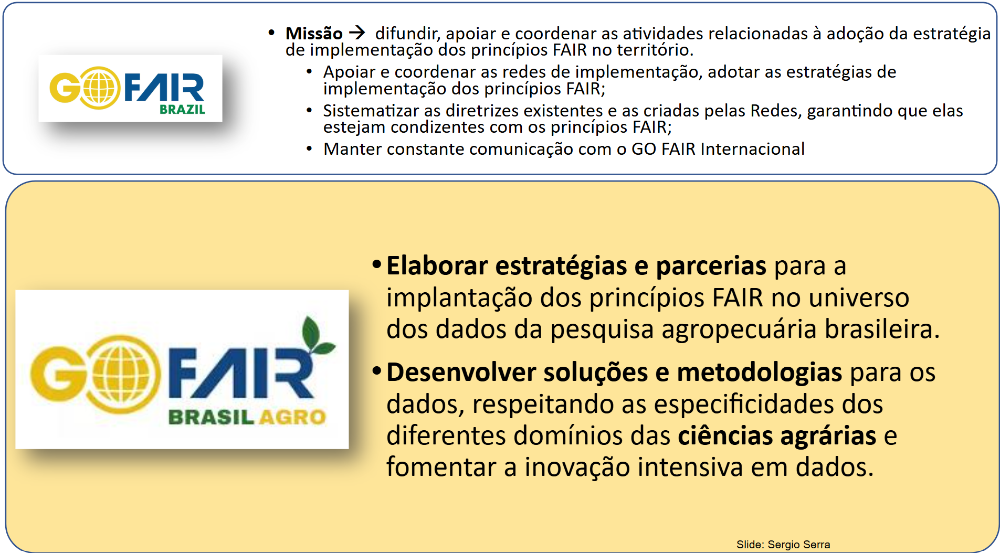 GO FAIR
BRAZIL
• Missão → difundir, apoiar e coordenar as atividades relacionadas à adoção da estratégia
de implementação dos princípios FAIR no território.
• Apoiar e coordenar as redes de implementação, adotar as estratégias de
implementação dos princípios FAIR;
• Sistematizar as diretrizes existentes e as criadas pelas Redes, garantindo que elas
estejam condizentes com os princípios FAIR;
• Manter constante comunicação com o GO FAIR Internacional
GO FAIR
BRASIL AGRO
• Elaborar estratégias e parcerias para a
implantação dos princípios FAIR no universo
dos dados da pesquisa agropecuária brasileira.
• Desenvolver soluções e metodologias para os
dados, respeitando as especificidades dos
diferentes domínios das ciências agrárias e
fomentar a inovação intensiva em dados.
Slide: Sergio Serra